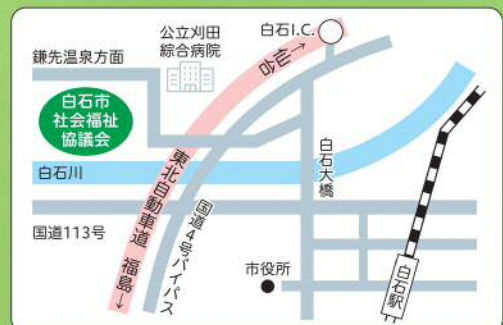 公立刈田
綜合病院
白石I.C.
仙台→
鎌先温泉方面
白石市
社会福祉
協議会
白石川
東北自動車道 福島→
国道4号バイパス
白石大橋
国道113号
市役所
白石駅